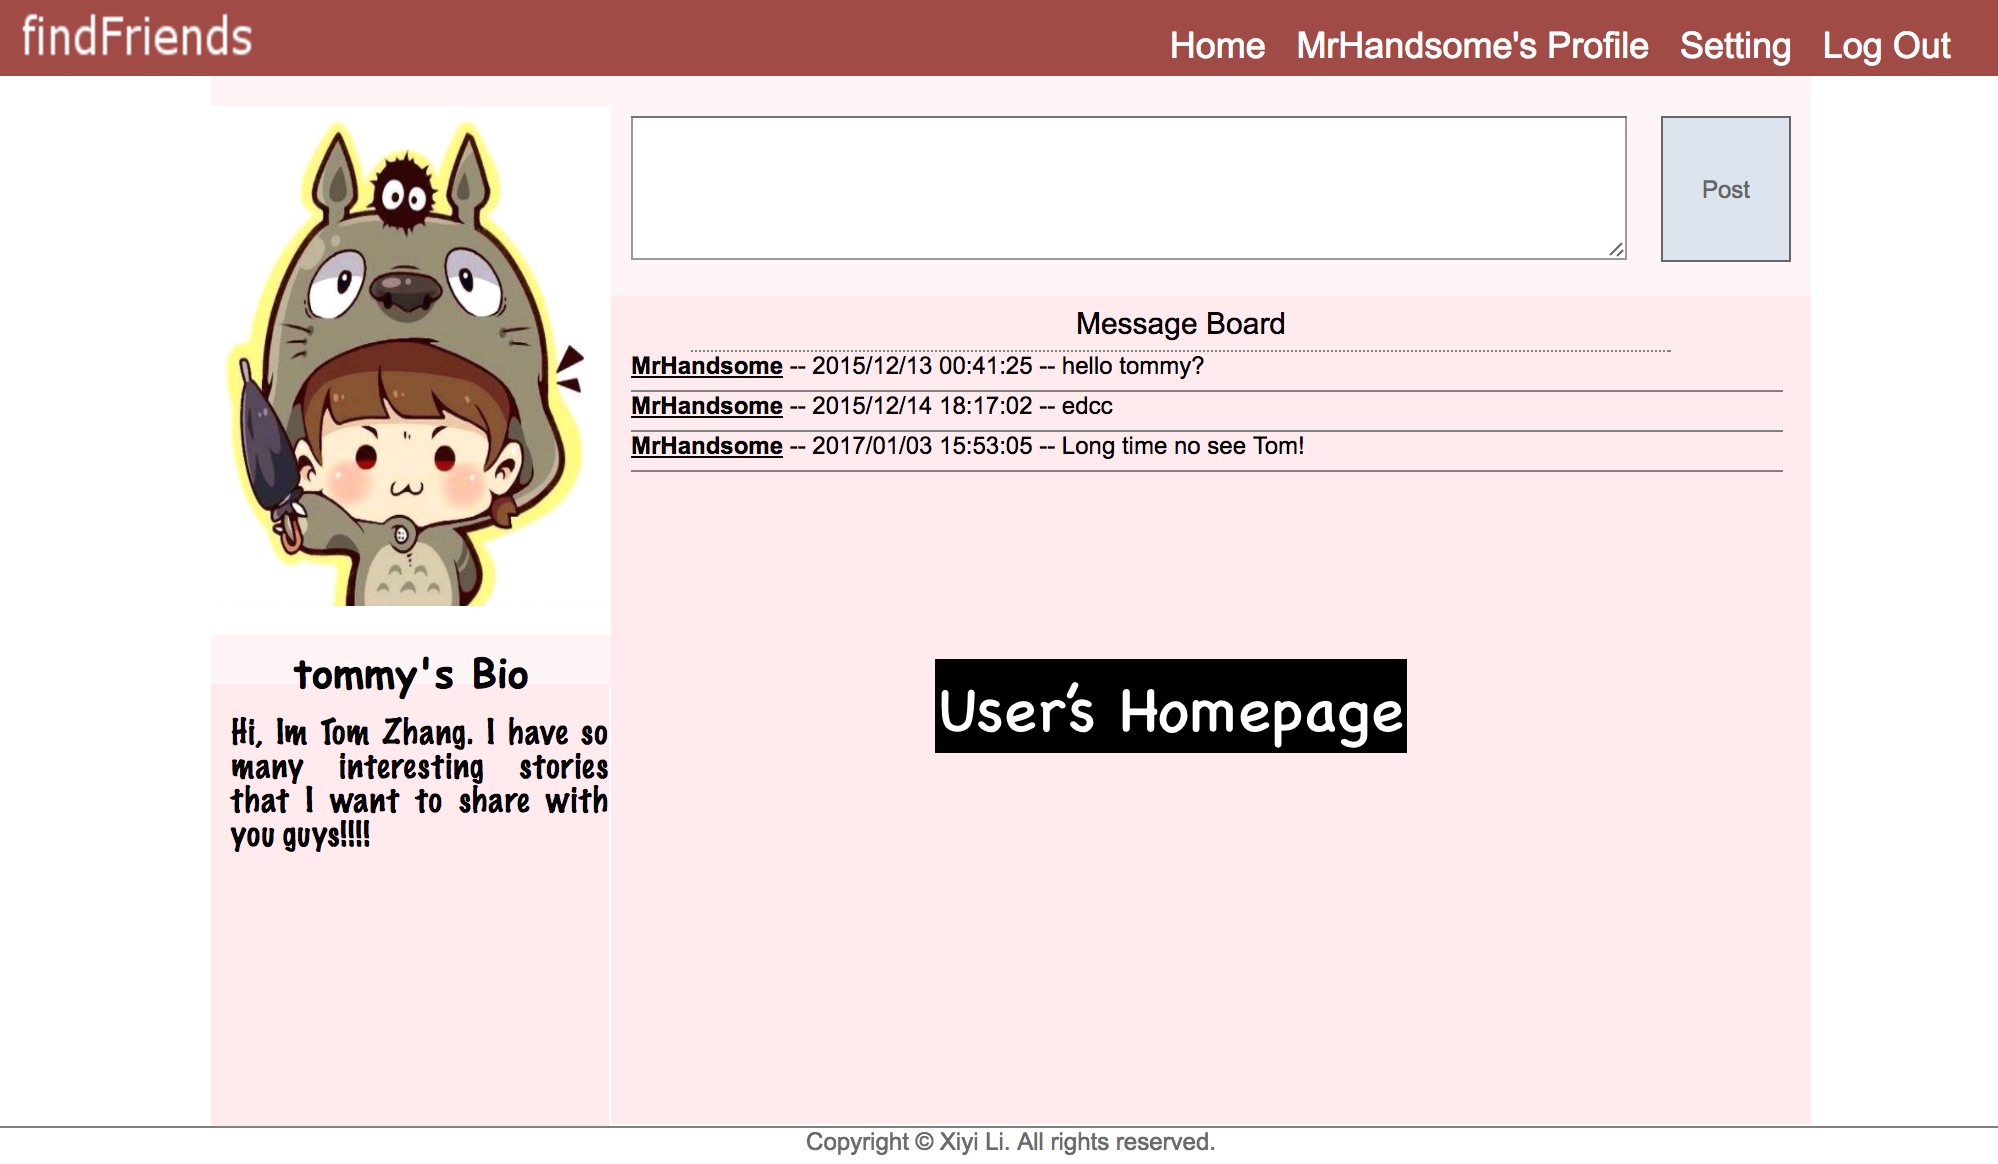 findFriends
Home MrHandsome's Profile Setting Log Out
Post
Message Board
MrHandsome -- 2015/12/13 00:41:25 -- hello tommy?
MrHandsome -- 2015/12/14 18:17:02 -- edcc
MrHandsome -- 2017/01/03 15:53:05 -- Long time no see Tom!
tommy's Bio
Hi, Im Tom Zhang. I have so
many interesting stories
that I want to share with
you guys!!!!
User's Homepage
Copyright © Xiyi Li. All rights reserved.